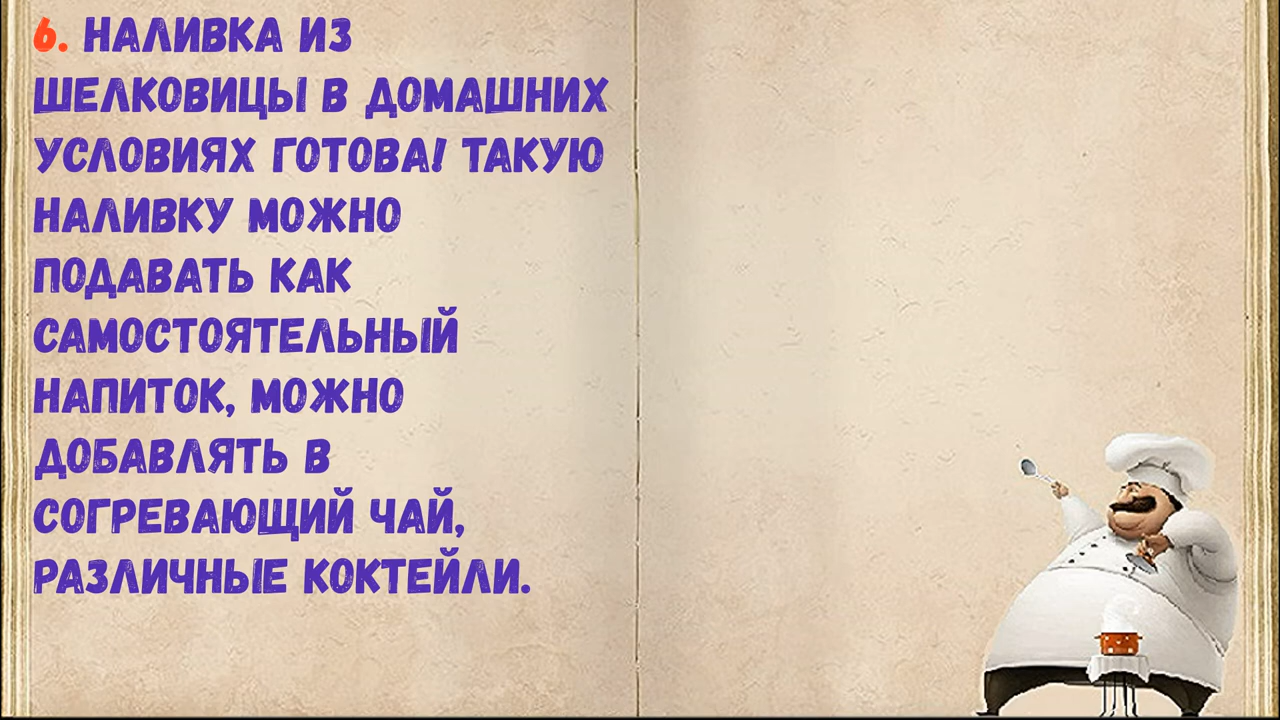 6. НАЛИВКА ИЗ
ШЕЛКОВИЦЫ В ДОМАШНИХ
УСЛОВИЯХ ГОТОВА! ТАКУЮ
НАЛИВКУ МОЖНО
ПОДАВАТЬ КАК
САМОСТОЯТЕЛЬНЫЙ
НАПИТОК, МОЖНО
ДОБАВЛЯТЬ В
СОГРЕВАЮЩИЙ ЧАЙ,
РАЗЛИЧНЫЕ КОКТЕЙЛИ.